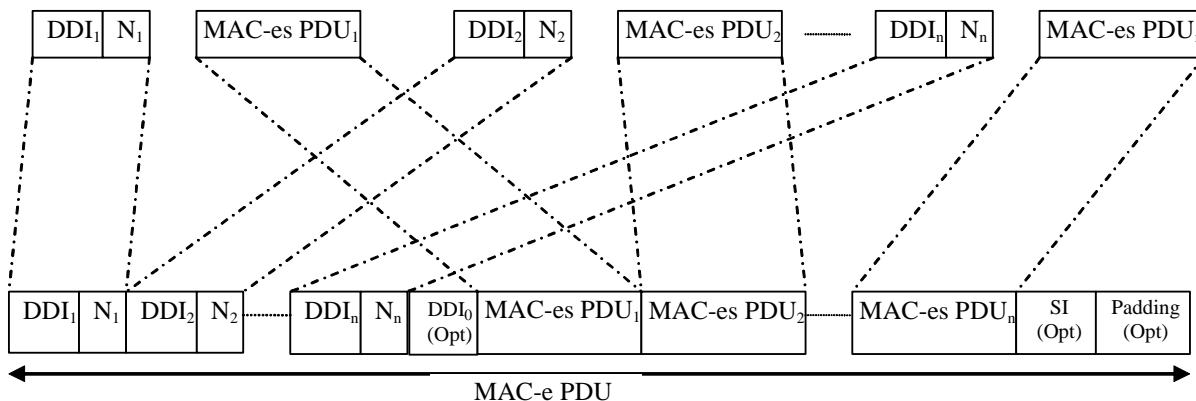 DDI₁ N₁ MAC-es PDU₁ DDI₂ N₂ MAC-es PDU₂ DDIₙ Nₙ MAC-es PDU
DDI₁ N₁ DDI₂ N₂ DDIₙ Nₙ DDI₀ (Opt) MAC-es PDU₁ MAC-es PDU₂ MAC-es PDUₙ SI (Opt) Padding (Opt)
MAC-e PDU